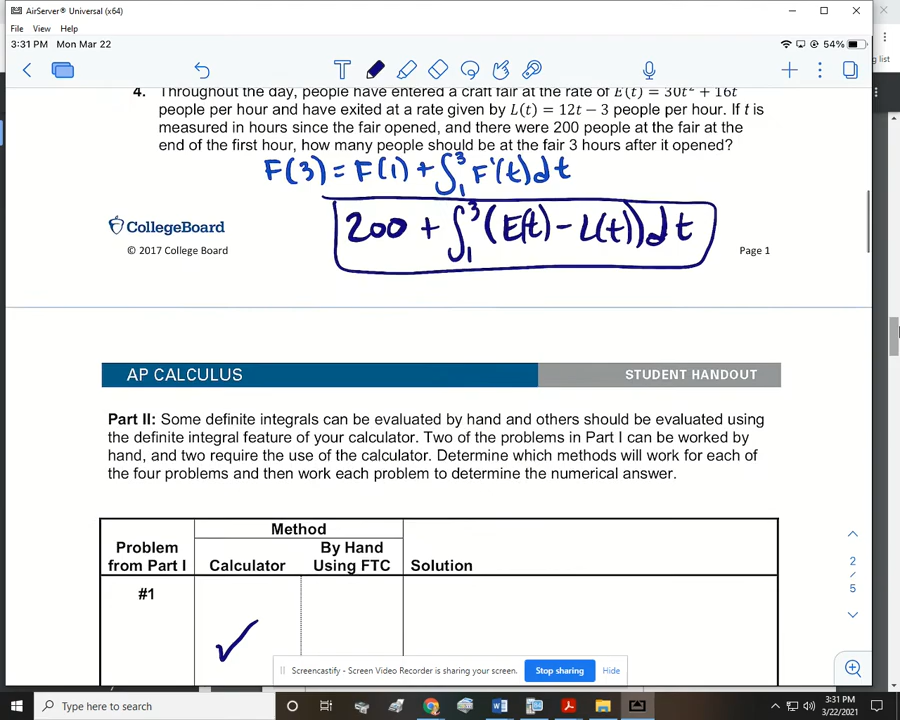 AirServer® Universal (x64)
File View Help
3:31 PM Mon Mar 22
54%
4. Throughout the day, people have entered a craft fair at the rate of E(t) = 30t² + 16t
people per hour and have exited at a rate given by L(t) = 12t − 3 people per hour. If t is
measured in hours since the fair opened, and there were 200 people at the fair at the
end of the first hour, how many people should be at the fair 3 hours after it opened?
F(3) = F(1) + ∫₁³ F'(t)dt
200 + ∫₁³ (E(t) − L(t))dt
CollegeBoard
© 2017 College Board
Page 1
AP CALCULUS
STUDENT HANDOUT
Part II: Some definite integrals can be evaluated by hand and others should be evaluated using
the definite integral feature of your calculator. Two of the problems in Part I can be worked by
hand, and two require the use of the calculator. Determine which methods will work for each of
the four problems and then work each problem to determine the numerical answer.
Method
Problem
from Part I
Calculator
By Hand
Using FTC
Solution
#1
2
/
5
Screencastify - Screen Video Recorder is sharing your screen.
Stop sharing
Hide
Type here to search
3:31 PM
3/22/2021